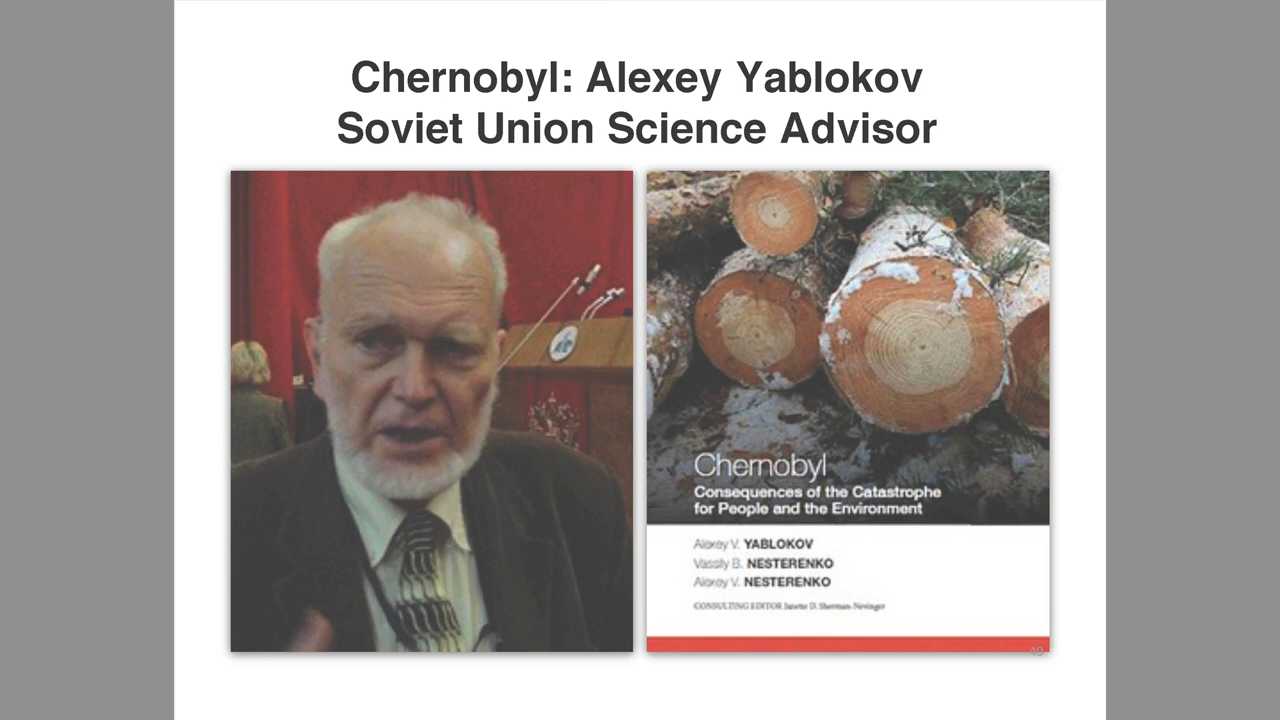 Chernobyl: Alexey Yablokov
Soviet Union Science Advisor
Chernobyl
Consequences of the Catastrophe
for People and the Environment
Alexey V. YABLOKOV
Vassily B. NESTERENKO
Alexey V. NESTERENKO
CONSULTING EDITOR Janette D. Sherman-Nevinger
40